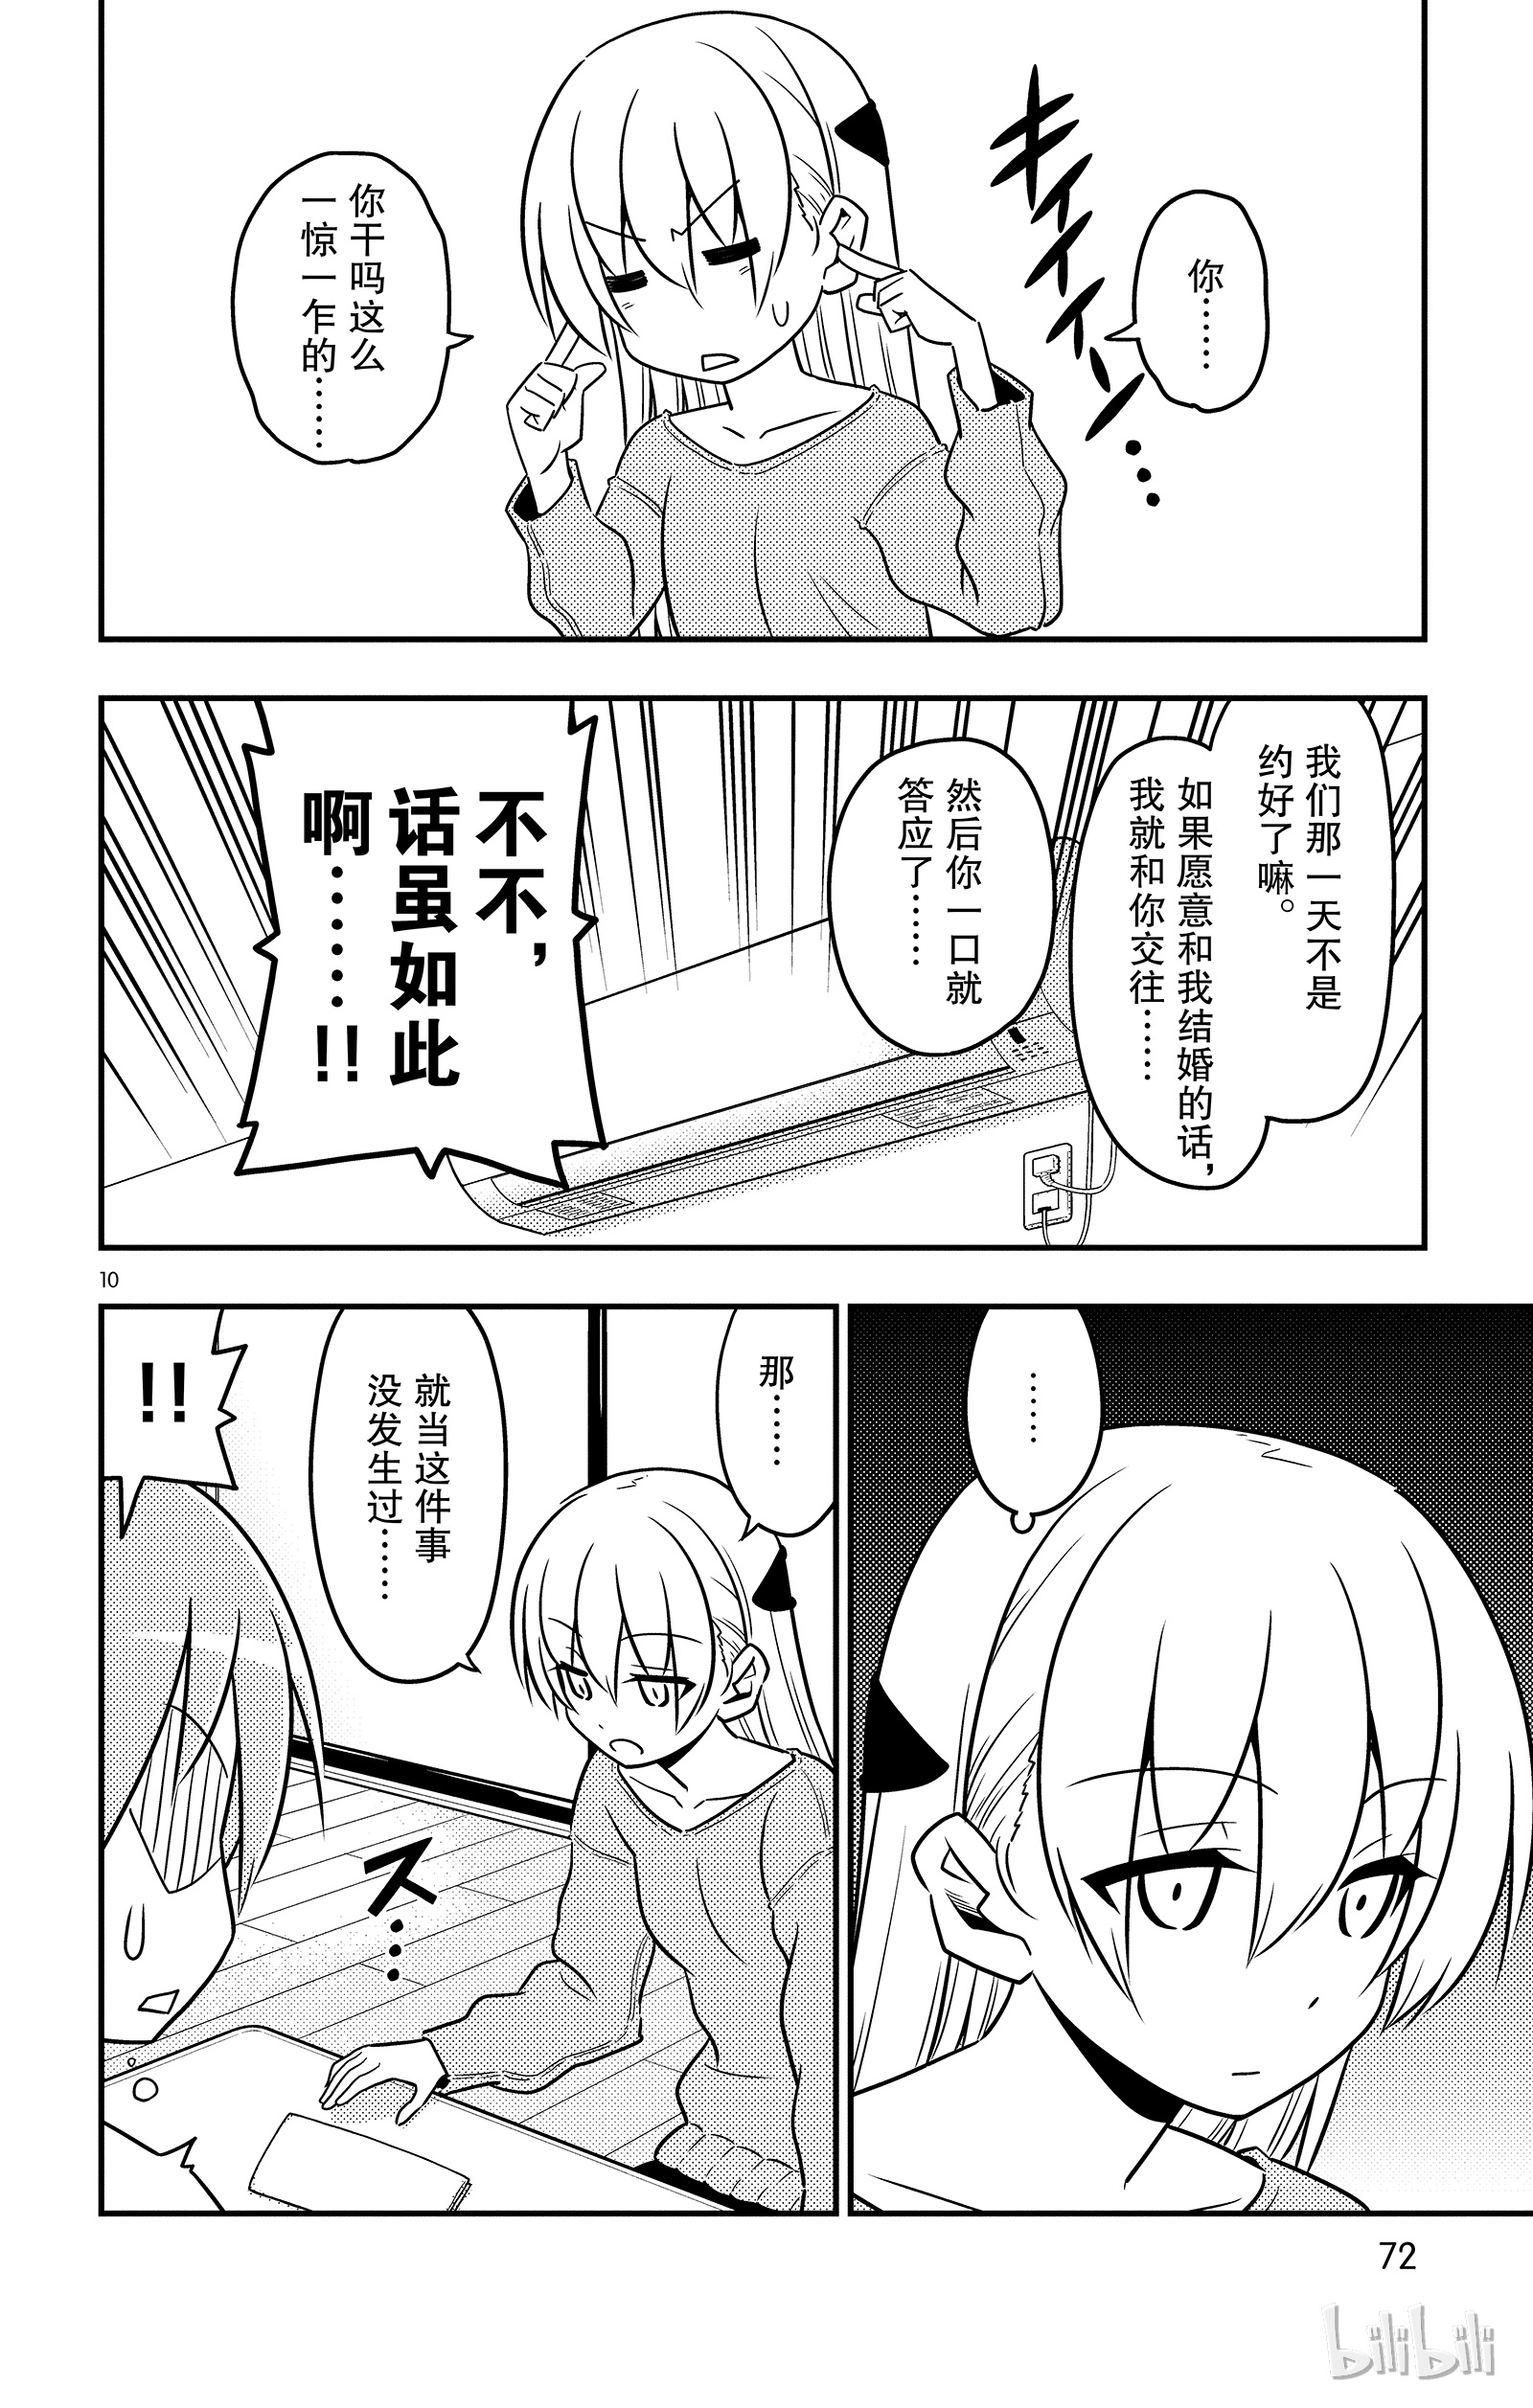 你……
キィィィン…
你干吗这么
一惊一乍的……
我们那一天不是
约好了嘛。
如果愿意和我结婚的话，
我就和你交往……
然后你一口就
答应了……
不不，
话虽如此
啊……!!
10
……
那……
就当这件事
没发生过……
!!
ス…
72
bilibili